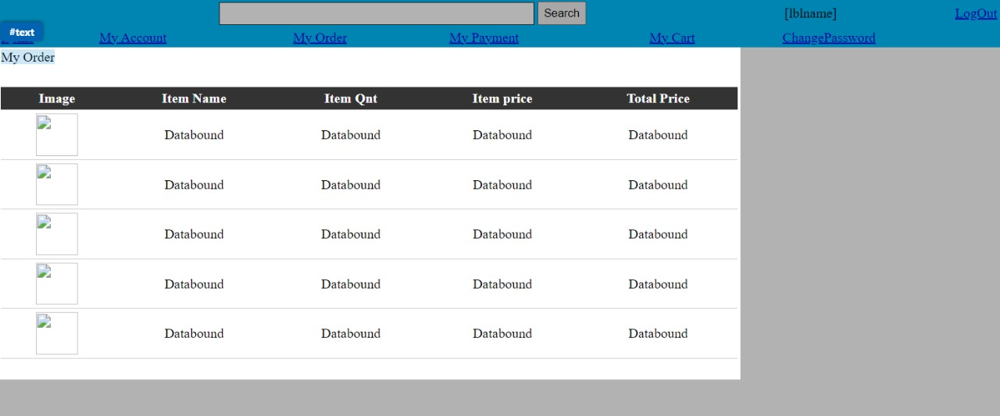 Search [lblname] LogOut
#text
My Account My Order My Payment My Cart ChangePassword
My Order
Image Item Name Item Qnt Item price Total Price
Databound Databound Databound Databound
Databound Databound Databound Databound
Databound Databound Databound Databound
Databound Databound Databound Databound
Databound Databound Databound Databound